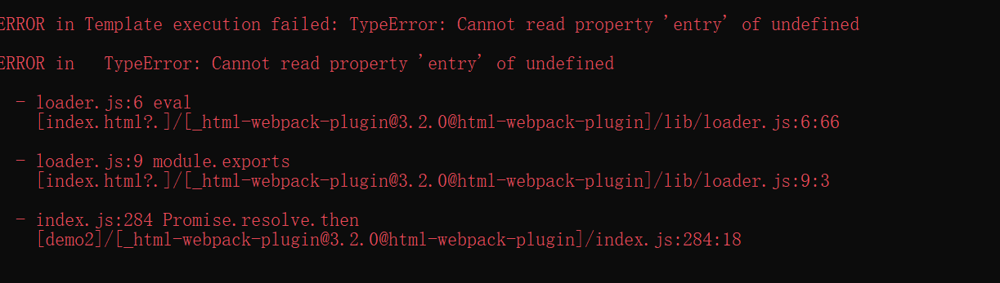 ERROR in Template execution failed: TypeError: Cannot read property 'entry' of undefined
ERROR in   TypeError: Cannot read property 'entry' of undefined
- loader.js:6 eval
[index.html?.]/[_html-webpack-plugin@3.2.0@html-webpack-plugin]/lib/loader.js:6:66
- loader.js:9 module.exports
[index.html?.]/[_html-webpack-plugin@3.2.0@html-webpack-plugin]/lib/loader.js:9:3
- index.js:284 Promise.resolve.then
[demo2]/[_html-webpack-plugin@3.2.0@html-webpack-plugin]/index.js:284:18